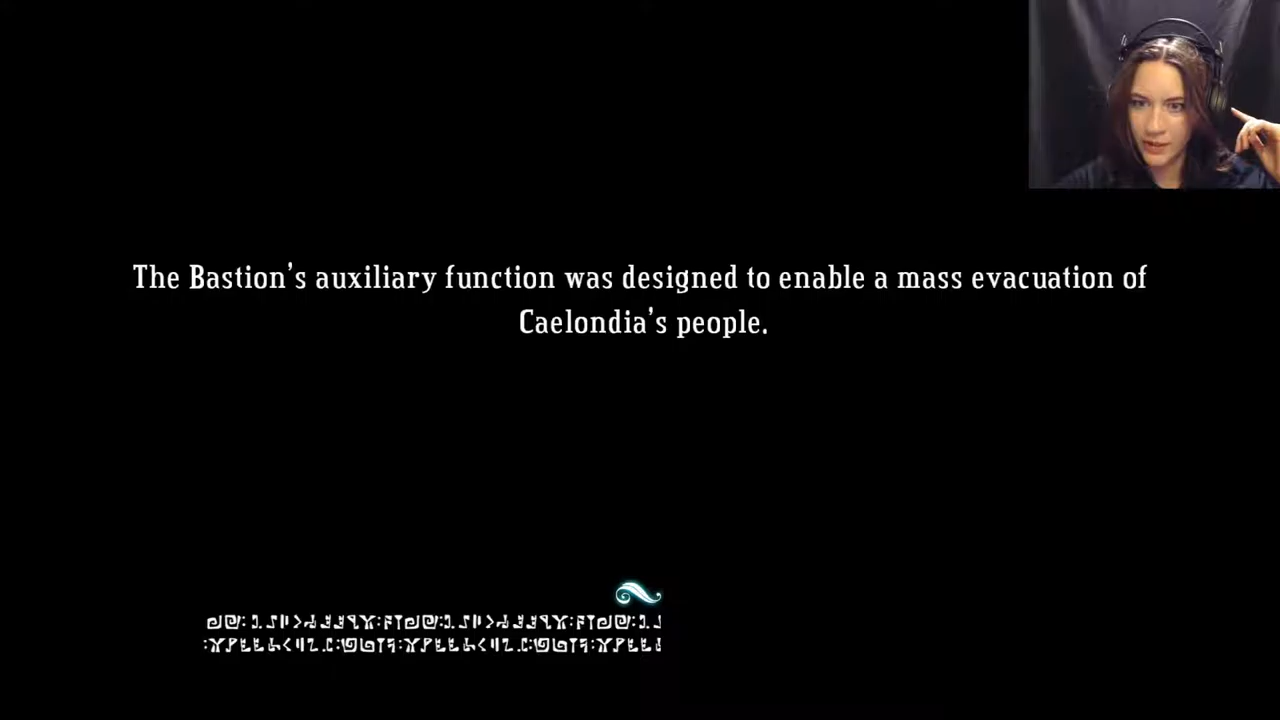 The Bastion's auxiliary function was designed to enable a mass evacuation of
Caelondia's people.